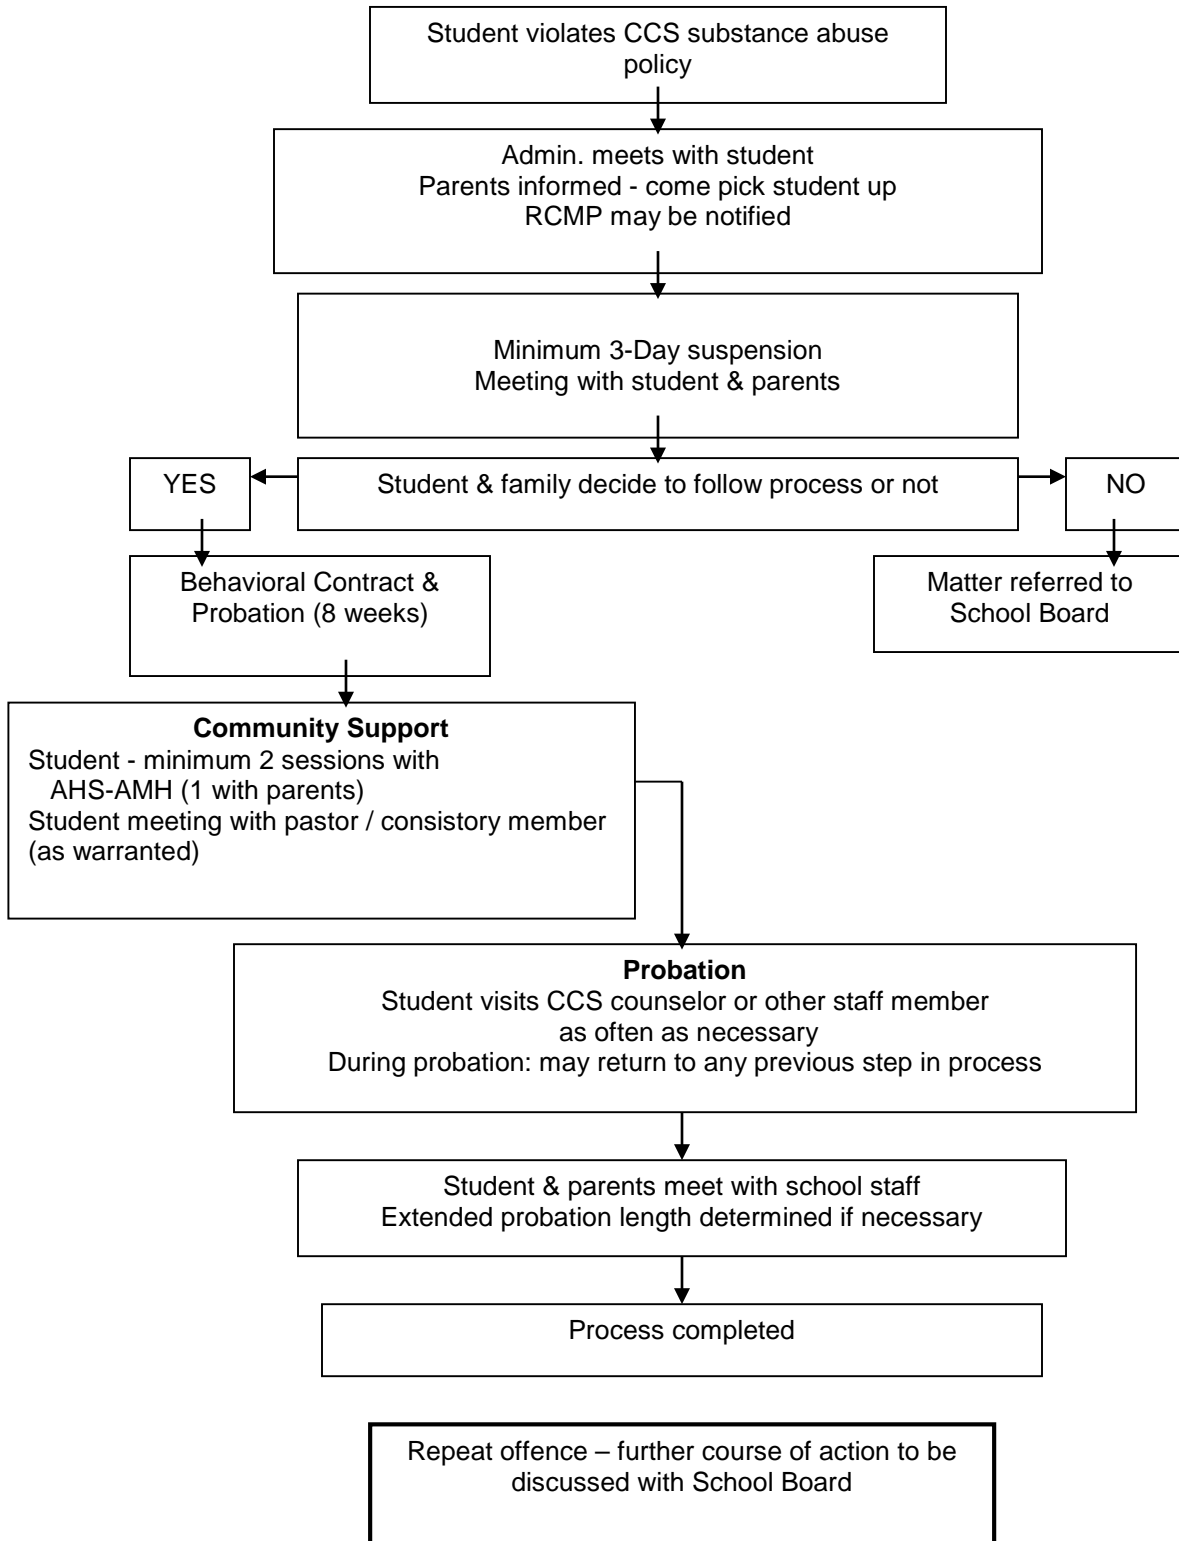 Student violates CCS substance abuse
policy
Admin. meets with student
Parents informed - come pick student up
RCMP may be notified
Minimum 3-Day suspension
Meeting with student & parents
YES
Student & family decide to follow process or not
NO
Behavioral Contract &
Probation (8 weeks)
Matter referred to
School Board
Community Support
Student - minimum 2 sessions with
AHS-AMH (1 with parents)
Student meeting with pastor / consistory member
(as warranted)
Probation
Student visits CCS counselor or other staff member
as often as necessary
During probation: may return to any previous step in process
Student & parents meet with school staff
Extended probation length determined if necessary
Process completed
Repeat offence – further course of action to be
discussed with School Board